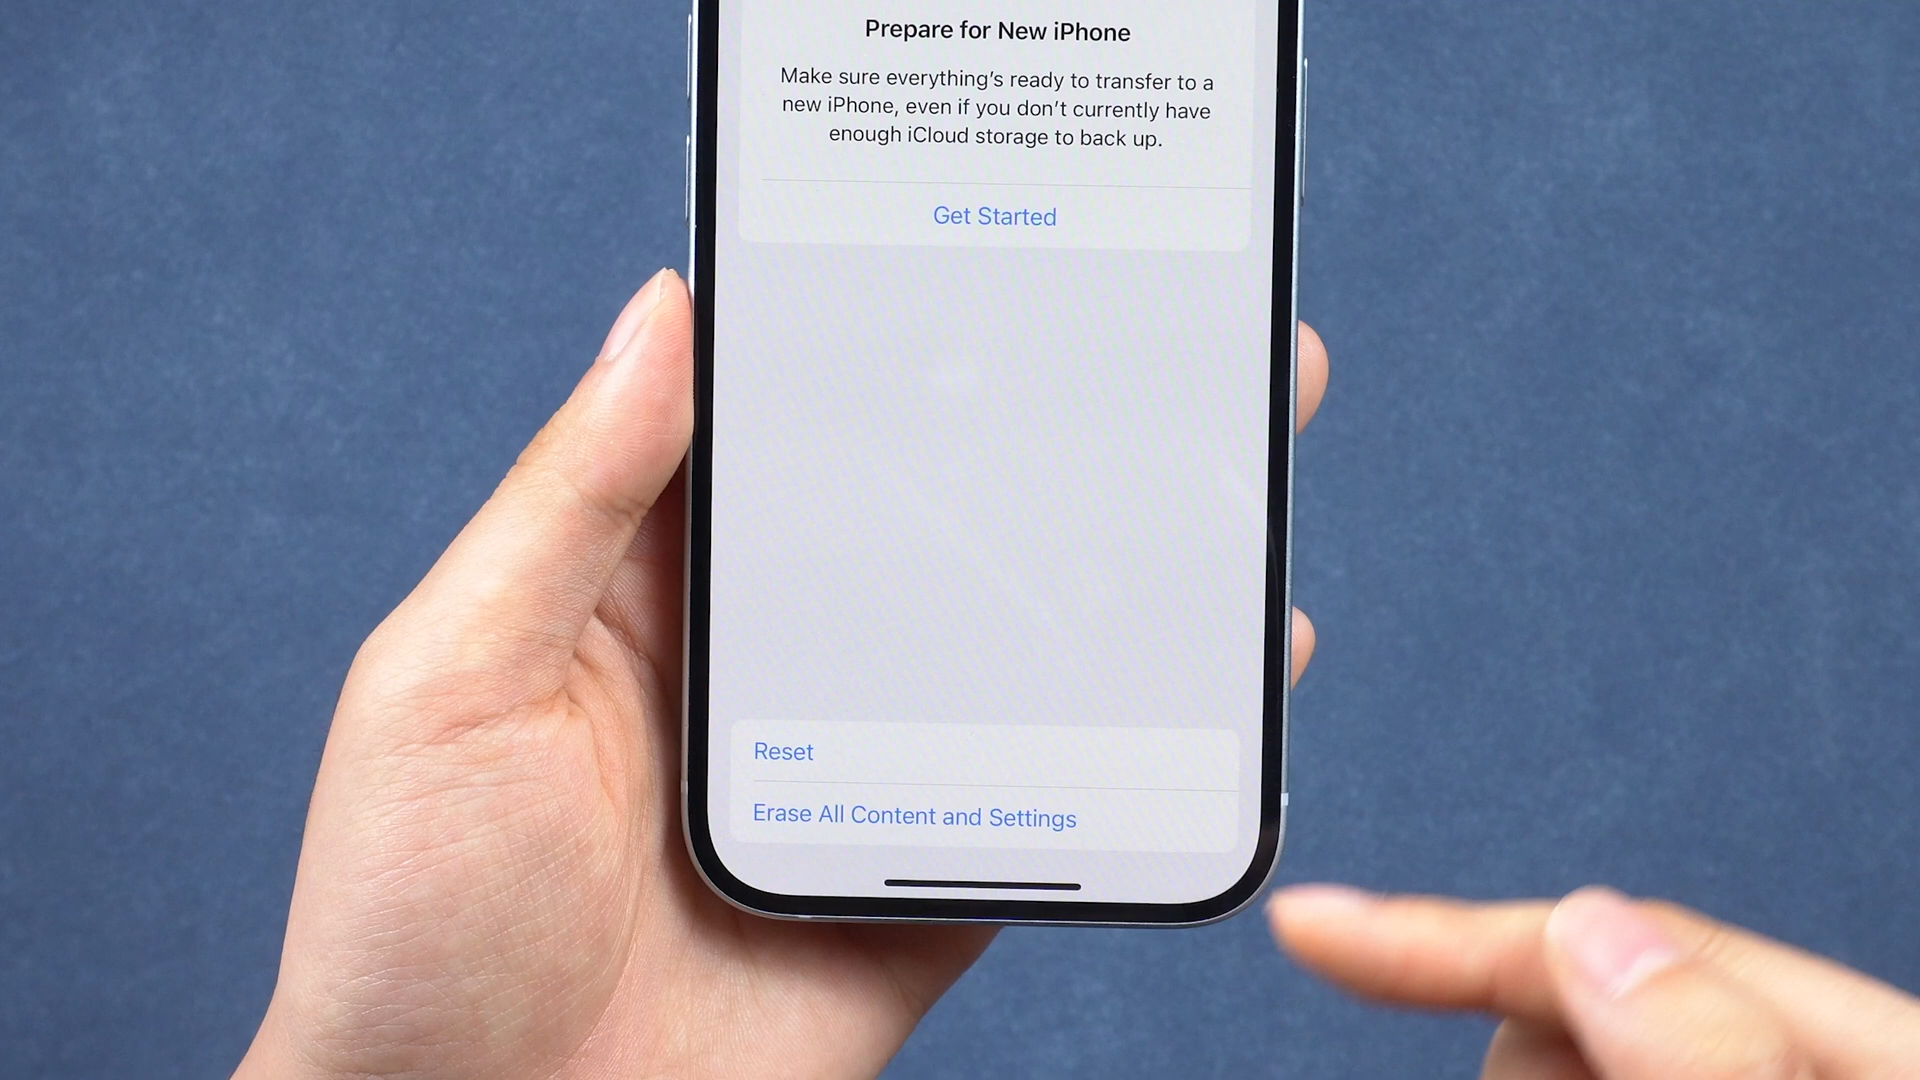 Prepare for New iPhone
Make sure everything’s ready to transfer to a
new iPhone, even if you don’t currently have
enough iCloud storage to back up.
Get Started
Reset
Erase All Content and Settings